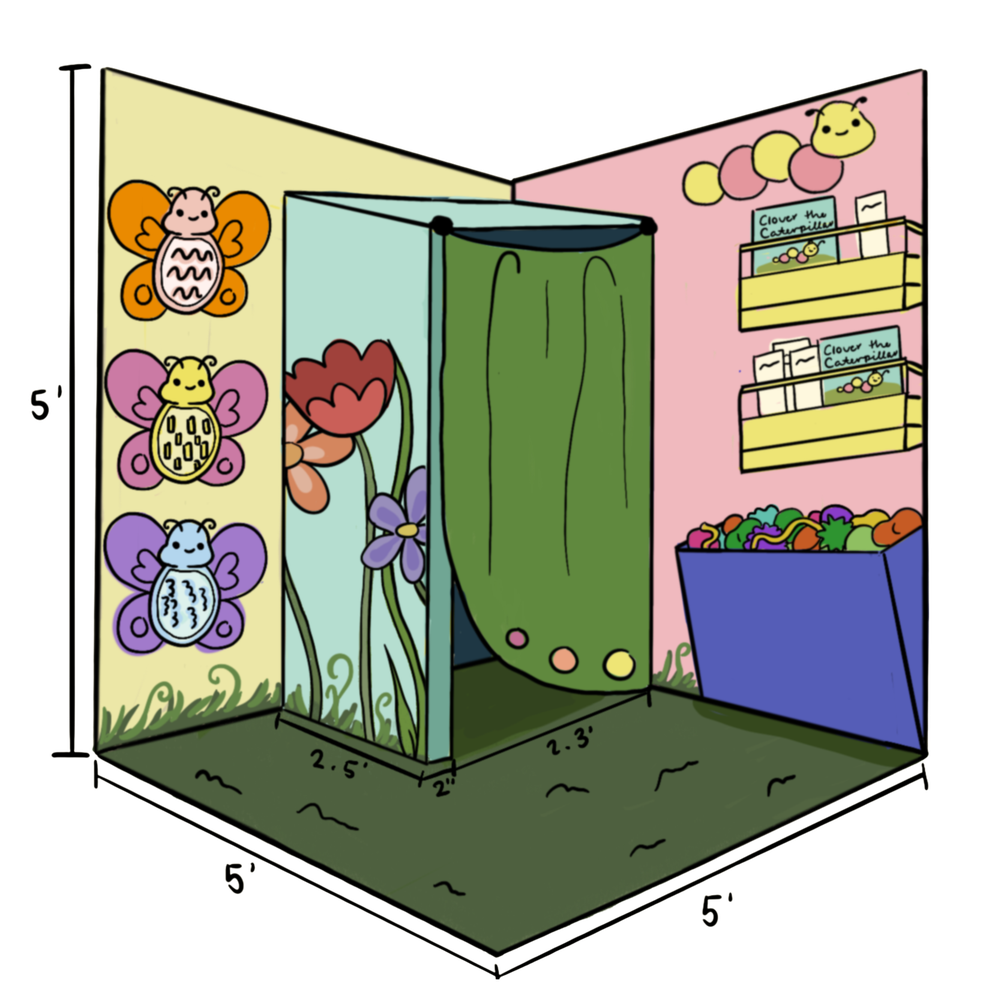 Clover the
Caterpillar
Clover the
Caterpillar
5'
2.5'
2"
2.3'
5'
5'